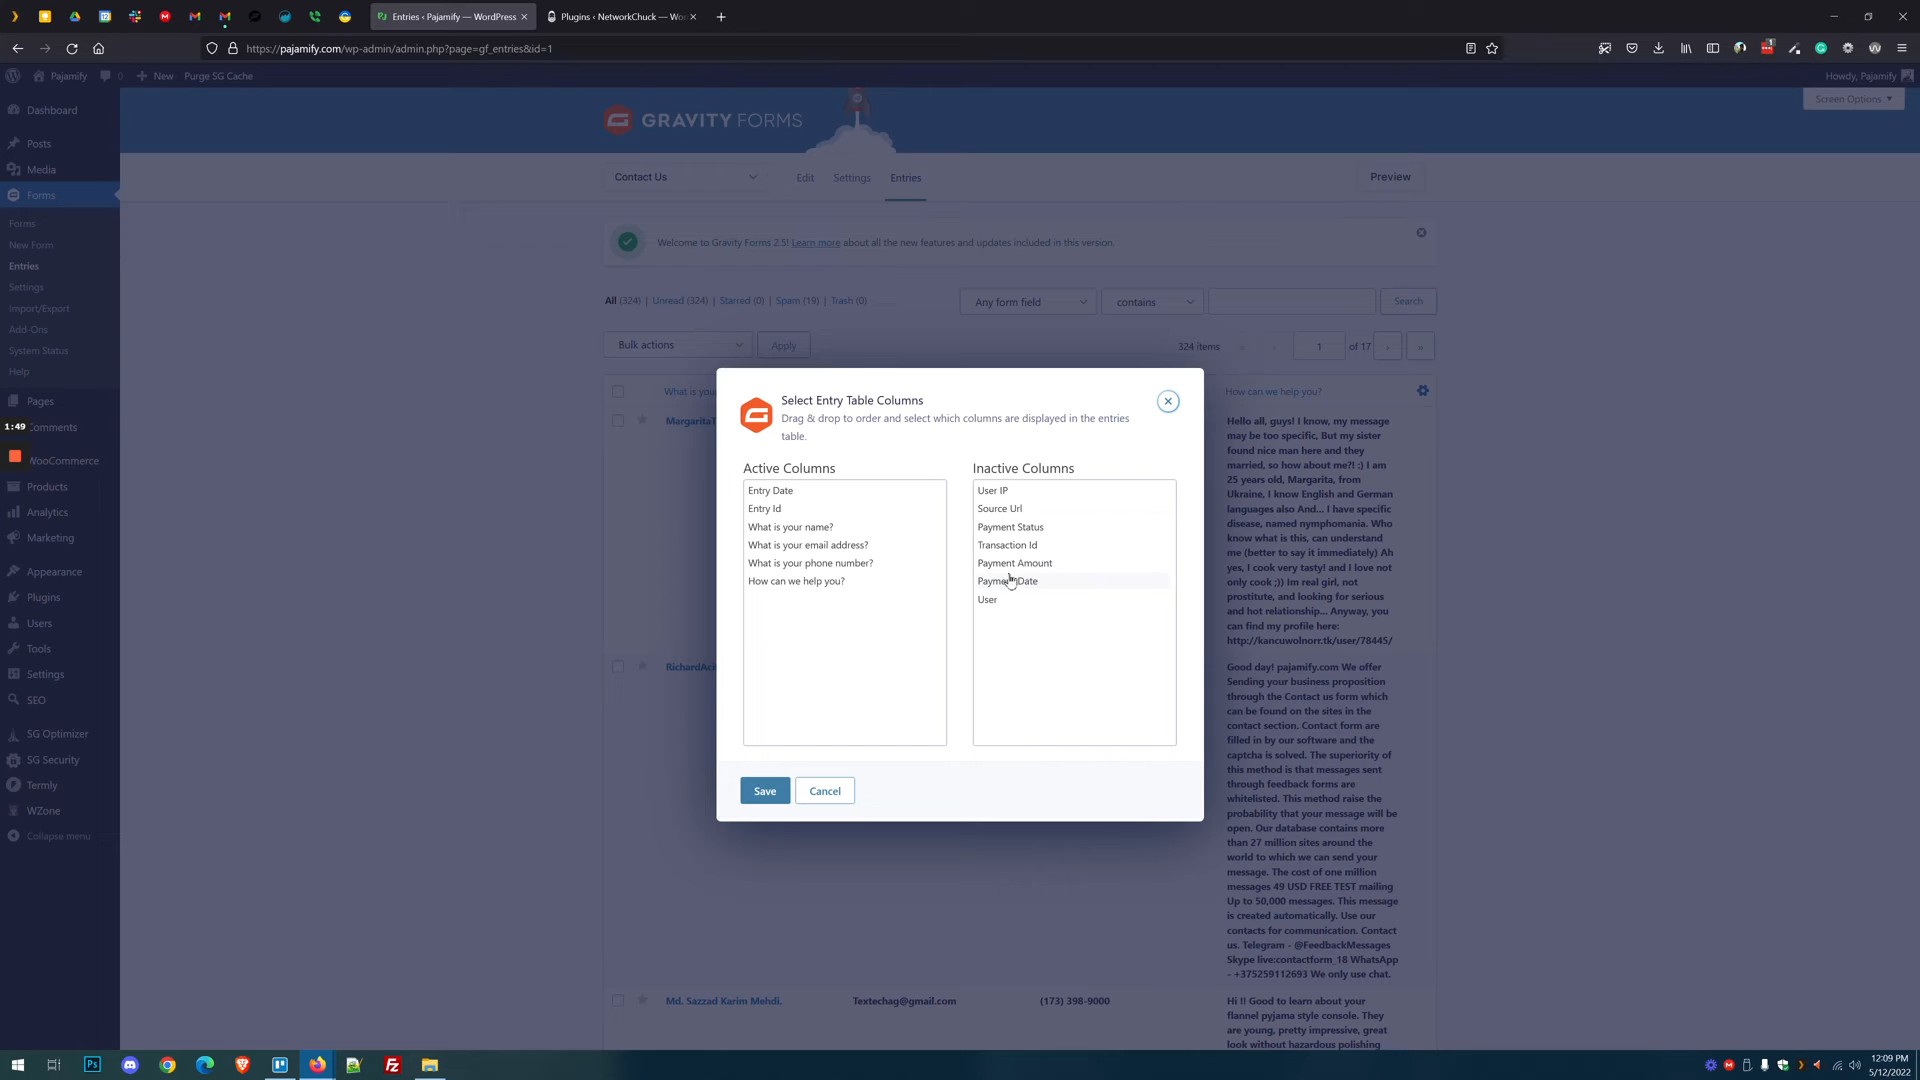 Entries ‹ Pajamify — WordPress
Plugins ‹ NetworkChuck — Wo
https://pajamify.com/wp-admin/admin.php?page=gf_entries&id=1
Pajamify
0
New
Purge SG Cache
Howdy, Pajamify
Screen Options
Dashboard
Posts
Media
Forms
Forms
New Form
Entries
Settings
Import/Export
Add-Ons
System Status
Help
Pages
1:49
Comments
WooCommerce
Products
Analytics
Marketing
Appearance
Plugins
Users
Tools
Settings
SEO
SG Optimizer
SG Security
Termly
WZone
Collapse menu
GRAVITY FORMS
Contact Us
Edit
Settings
Entries
Preview
Welcome to Gravity Forms 2.5! Learn more about all the new features and updates included in this version.
All (324) | Unread (324) | Starred (0) | Spam (19) | Trash (0)
Any form field
contains
Search
Bulk actions
Apply
324 items
«
‹
1
of 17
›
»
What is you
How can we help you?
Select Entry Table Columns
Drag & drop to order and select which columns are displayed in the entries
table.
Active Columns
Entry Date
Entry Id
What is your name?
What is your email address?
What is your phone number?
How can we help you?
Inactive Columns
User IP
Source Url
Payment Status
Transaction Id
Payment Amount
Payment Date
User
Save
Cancel
Margarita1
Hello all, guys! I know, my message
may be too specific, But my sister
found nice man here and they
married, so how about me?! :) I am
25 years old, Margarita, from
Ukraine, I know English and German
languages also And... I have specific
disease, named nymphomania. Who
know what is this, can understand
me (better to say it immediately) Ah
yes, I cook very tasty! and I love not
only cook ;)) Im real girl, not
prostitute, and looking for serious
and hot relationship... Anyway, you
can find my profile here:
http://kancuwolnorr.tk/user/78445/
RichardAci
Good day! pajamify.com We offer
Sending your business proposition
through the Contact us form which
can be found on the sites in the
contact section. Contact form are
filled in by our software and the
captcha is solved. The superiority of
this method is that messages sent
through feedback forms are
whitelisted. This method raise the
probability that your message will be
open. Our database contains more
than 27 million sites around the
world to which we can send your
message. The cost of one million
messages 49 USD FREE TEST mailing
Up to 50,000 messages. This message
is created automatically. Use our
contacts for communication. Contact
us. Telegram - @FeedbackMessages
Skype live:contactform_18 WhatsApp
- +375259112693 We only use chat.
Md. Sazzad Karim Mehdi.
Textechag@gmail.com
(173) 398-9000
Hi !! Good to learn about your
flannel pyjama style console. They
are young, pretty impressive, great
look without hazardous polishing
12:09 PM
5/12/2022